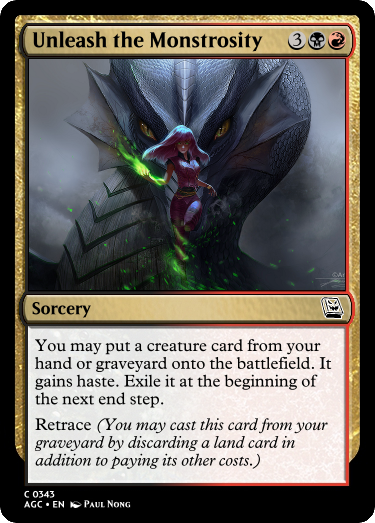 Unleash the Monstrosity 3
Sorcery
You may put a creature card from your
hand or graveyard onto the battlefield. It
gains haste. Exile it at the beginning of
the next end step.
Retrace (You may cast this card from your
graveyard by discarding a land card in
addition to paying its other costs.)
C 0343
AGC • EN Paul Nong